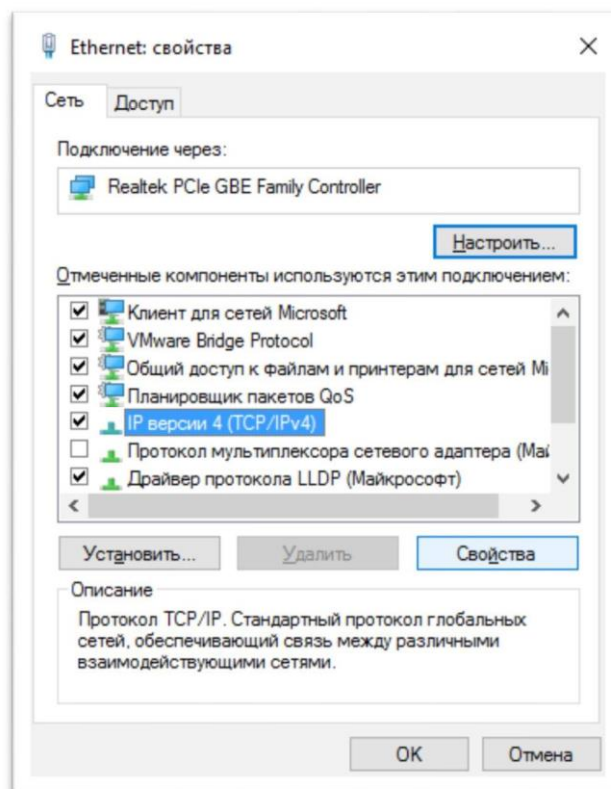 Ethernet: свойства
Сеть
Доступ
Подключение через:
Realtek PCIe GBE Family Controller
Настроить...
Отмеченные компоненты используются этим подключением:
Клиент для сетей Microsoft
VMware Bridge Protocol
Общий доступ к файлам и принтерам для сетей Mi
Планировщик пакетов QoS
IP версии 4 (TCP/IPv4)
Протокол мультиплексора сетевого адаптера (Май
Драйвер протокола LLDP (Майкрософт)
Установить...
Удалить
Свойства
Описание
Протокол TCP/IP. Стандартный протокол глобальных
сетей, обеспечивающий связь между различными
взаимодействующими сетями.
OK
Отмена